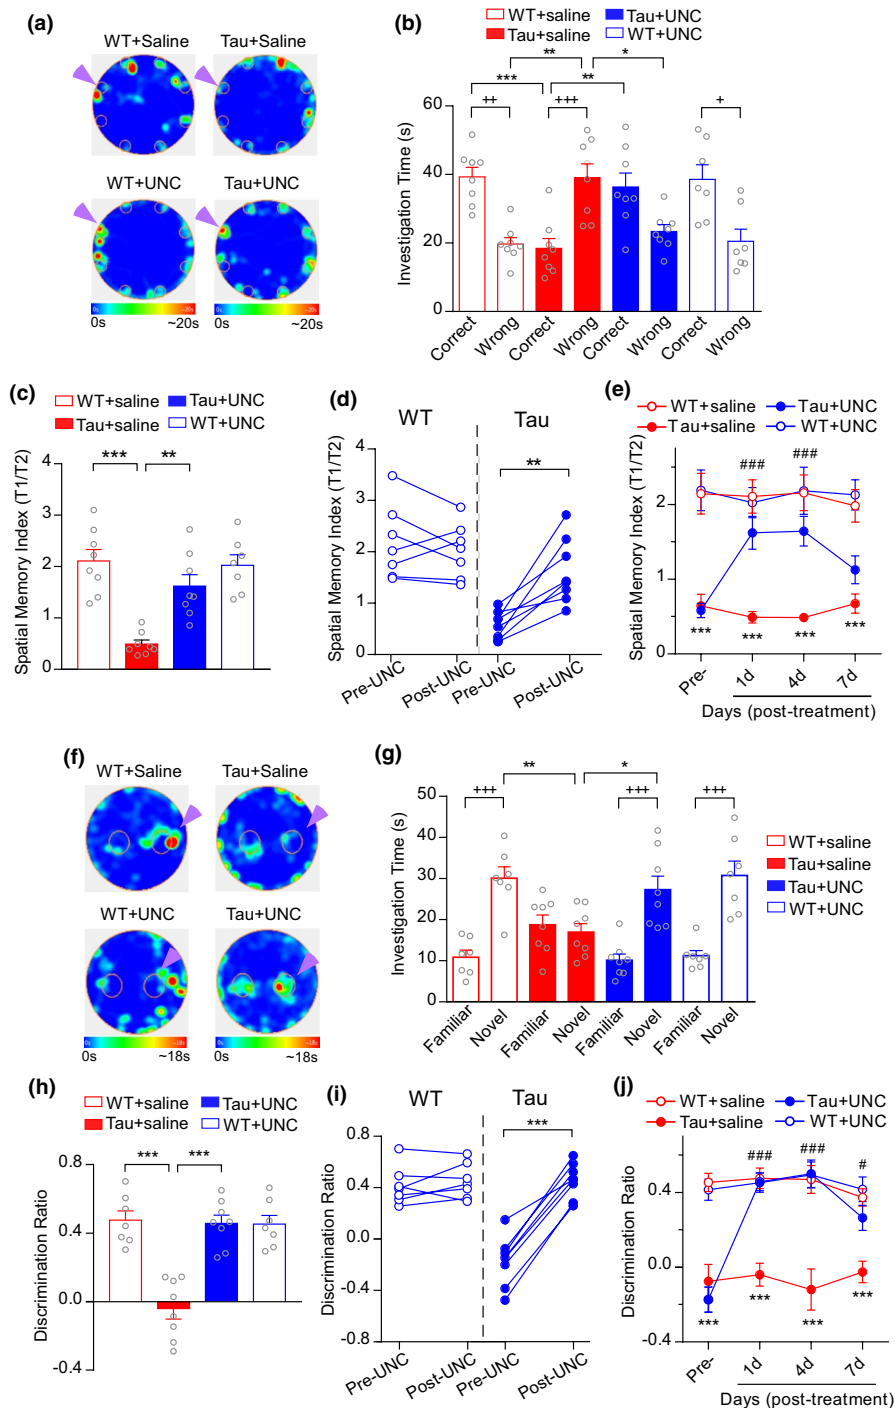 (a)
WT+Saline Tau+Saline
WT+UNC Tau+UNC
0s ~20s 0s ~20s
0s ~20s 0s ~20s
(b)
WT+saline Tau+UNC
Tau+saline WT+UNC
** *
*** **
++ +++ +
Investigation Time (s)
60
40
20
0
Correct Wrong Correct Wrong Correct Wrong Correct Wrong
(c)
WT+saline Tau+UNC
Tau+saline WT+UNC
*** **
Spatial Memory Index (T1/T2)
4
3
2
1
0
(d)
WT Tau
**
Spatial Memory Index (T1/T2)
4
3
2
1
0
Pre-UNC Post-UNC Pre-UNC Post-UNC
(e)
WT+saline Tau+UNC
Tau+saline WT+UNC
### ###
Spatial Memory Index (T1/T2)
2
1
0
*** *** *** ***
Pre- 1d 4d 7d
Days (post-treatment)
(f)
WT+Saline Tau+Saline
WT+UNC Tau+UNC
0s ~18s 0s ~18s
0s ~18s 0s ~18s
(g)
** *
+++ +++ +++
Investigation Time (s)
50
40
30
20
10
0
Familiar Novel Familiar Novel Familiar Novel Familiar Novel
WT+saline
Tau+saline
Tau+UNC
WT+UNC
(h)
WT+saline Tau+UNC
Tau+saline WT+UNC
*** ***
Discrimination Ratio
0.8
0.4
0.0
-0.4
(i)
WT Tau
***
Discrimination Ratio
0.8
0.4
0.0
-0.4
-0.8
Pre-UNC Post-UNC Pre-UNC Post-UNC
(j)
WT+saline Tau+UNC
Tau+saline WT+UNC
### ### #
Discrimination Ratio
0.4
0.0
-0.4
*** *** *** ***
Pre- 1d 4d 7d
Days (post-treatment)